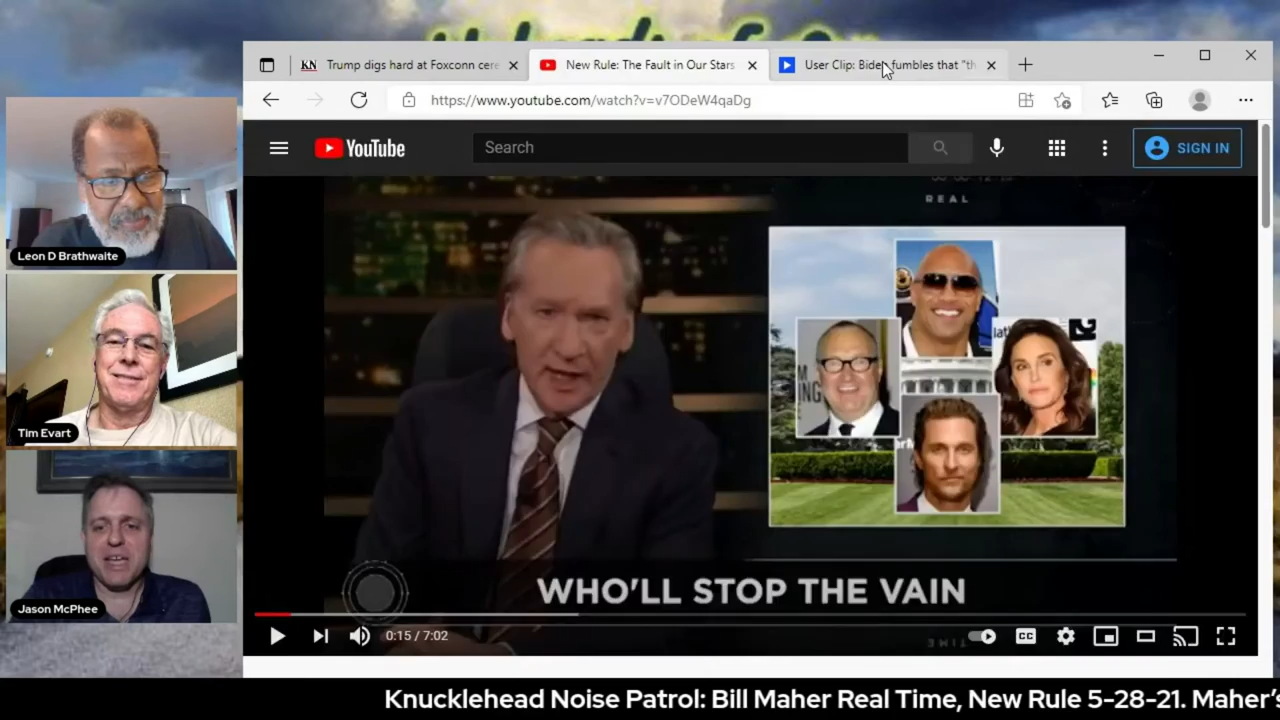 Trump digs hard at Foxconn cere
New Rule: The Fault in Our Stars
User Clip: Biden fumbles that "th
https://www.youtube.com/watch?v=v7ODeW4qaDg
YouTube
Search
SIGN IN
REAL
Leon D Brathwaite
Tim Evart
Jason McPhee
WHO'LL STOP THE VAIN
0:15 / 7:02
CC
Knucklehead Noise Patrol: Bill Maher Real Time, New Rule 5-28-21. Maher's